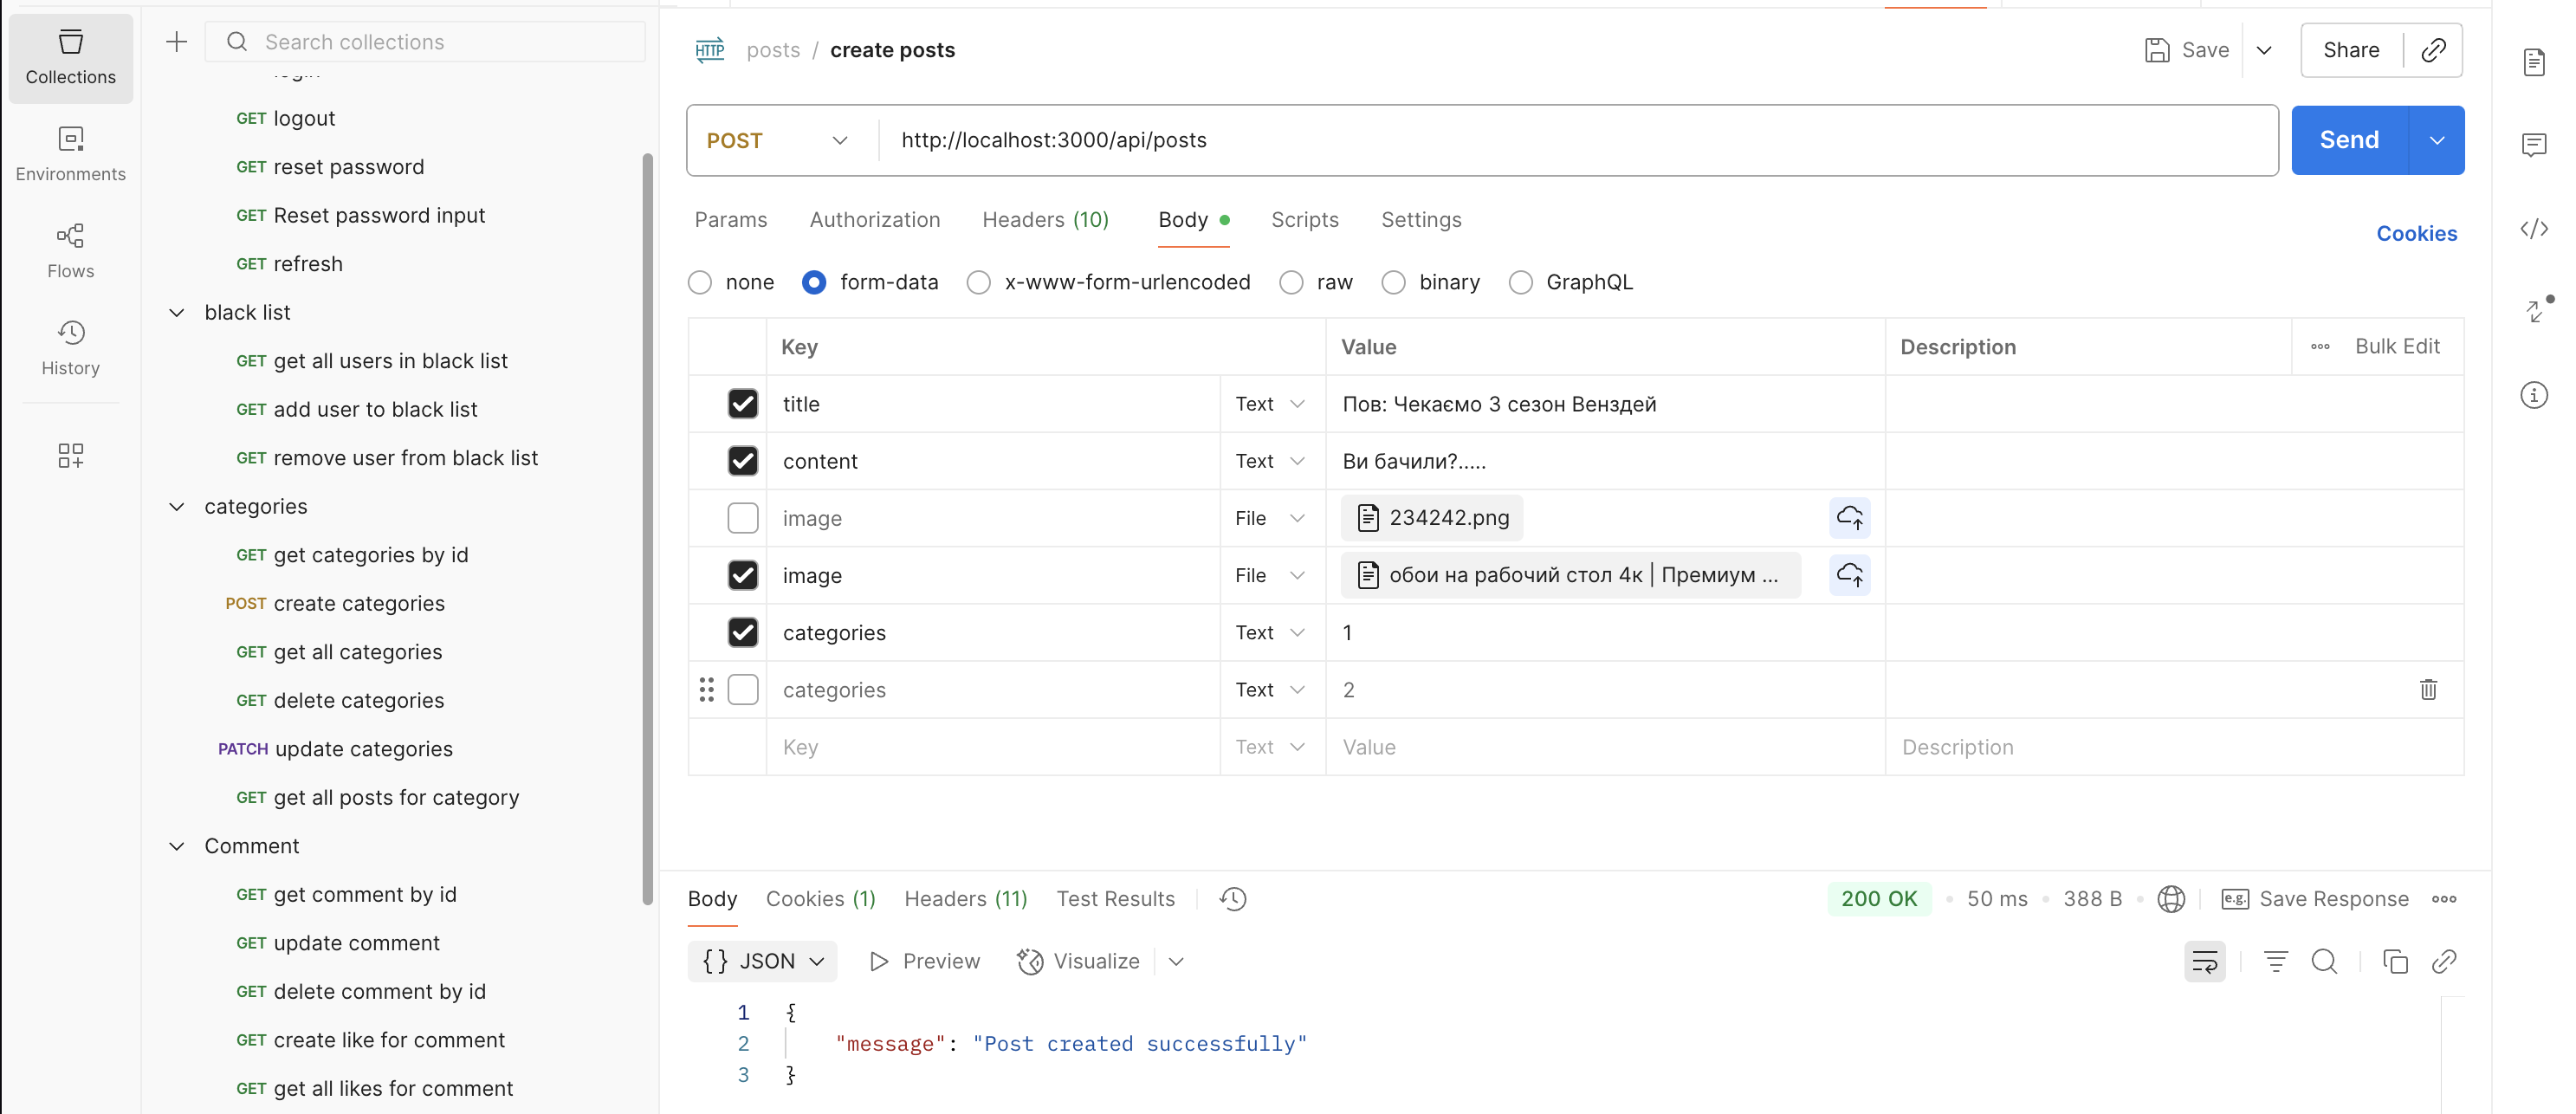 Collections
Environments
Flows
History
Search collections
GET logout
GET reset password
GET Reset password input
GET refresh
black list
GET get all users in black list
GET add user to black list
GET remove user from black list
categories
GET get categories by id
POST create categories
GET get all categories
GET delete categories
PATCH update categories
GET get all posts for category
Comment
GET get comment by id
GET update comment
GET delete comment by id
GET create like for comment
GET get all likes for comment
HTTP posts / create posts
Save
Share
POST http://localhost:3000/api/posts
Send
Params Authorization Headers (10) Body Scripts Settings
Cookies
none form-data x-www-form-urlencoded raw binary GraphQL
Key Value Description Bulk Edit
title Text Пов: Чекаємо 3 сезон Венздей
content Text Ви бачили?.....
image File 234242.png
image File обои на рабочий стол 4к | Премиум ...
categories Text 1
categories Text 2
Key Text Value Description
Body Cookies (1) Headers (11) Test Results
200 OK 50 ms 388 B e.g. Save Response
{} JSON Preview Visualize
1 {
2 "message": "Post created successfully"
3 }